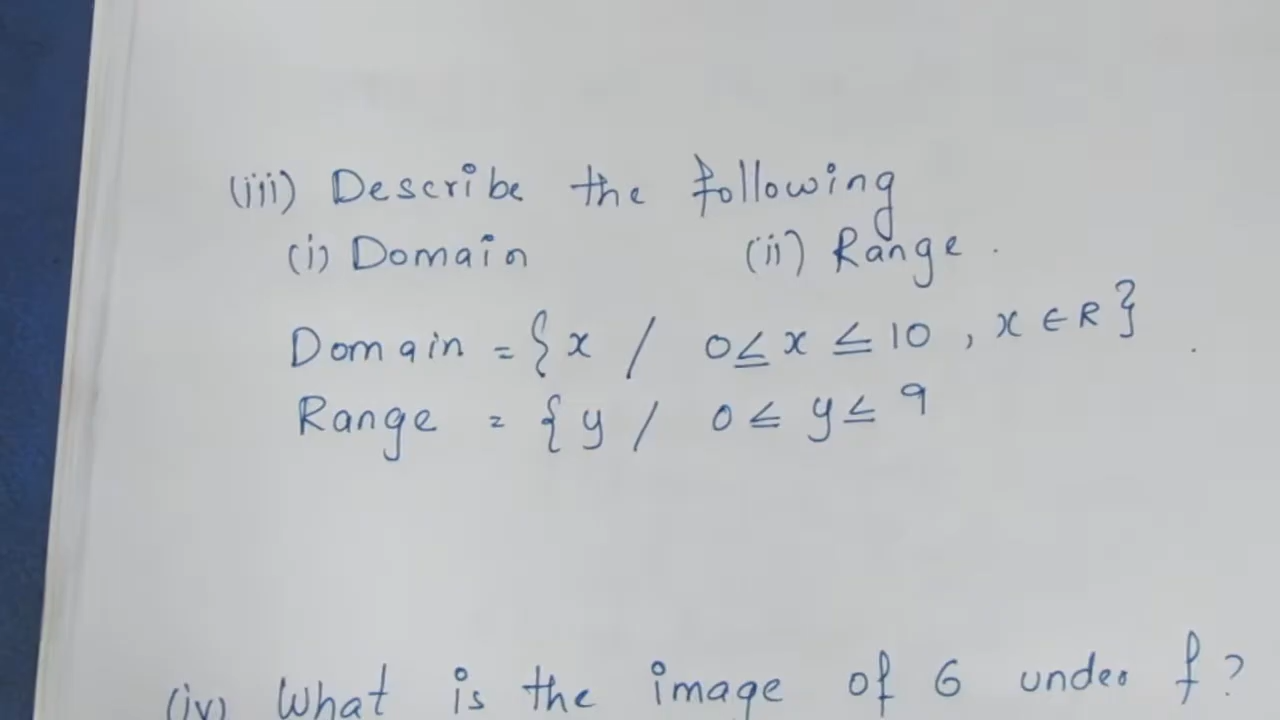 (iii) Describe the following
(i) Domain (ii) Range .
Domain = { x / 0 ≤ x ≤ 10 , x ∈ R }
Range = { y / 0 ≤ y ≤ 9
(iv) What is the image of 6 under f ?